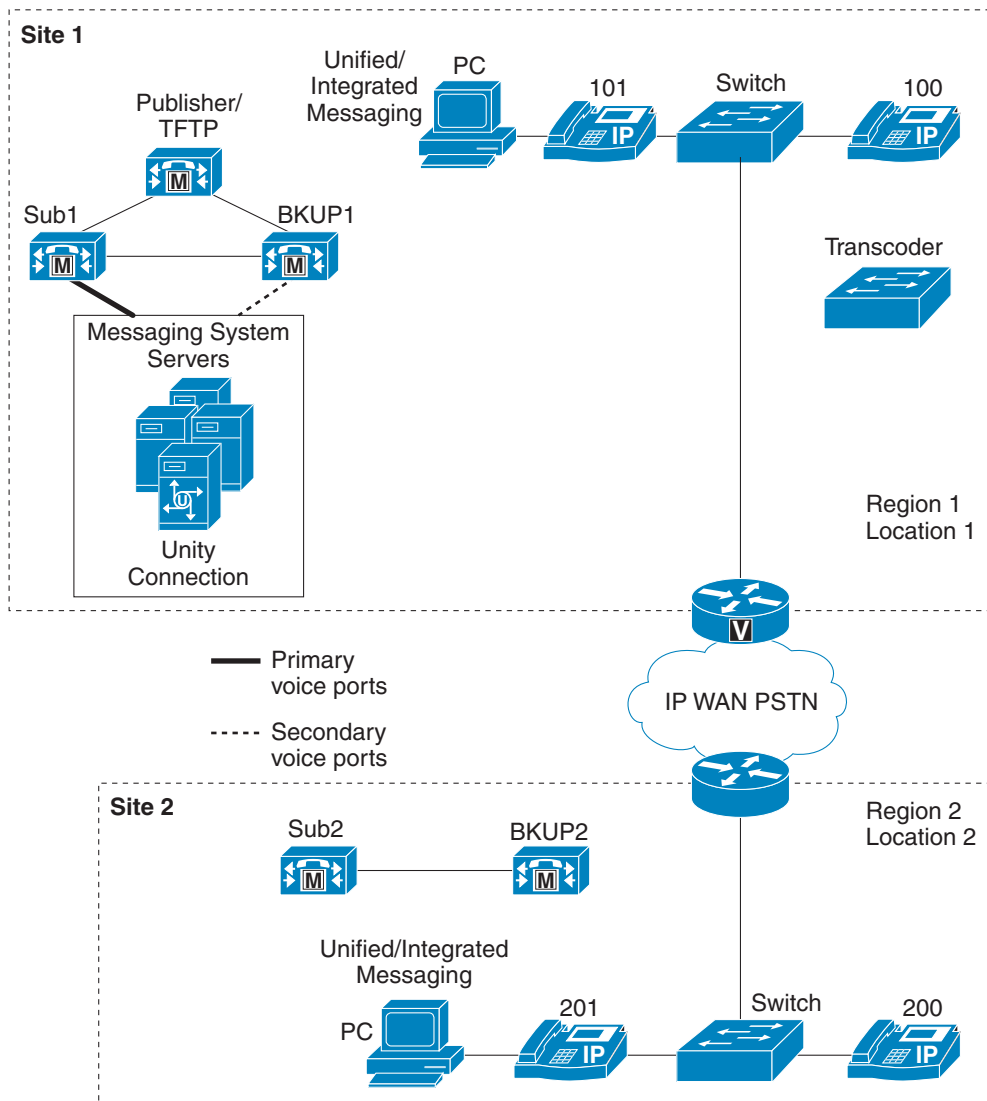 Site 1
Unified/
Integrated
Messaging
PC
101
Switch
100
IP
IP
Publisher/
TFTP
M
Sub1
BKUP1
M
M
Transcoder
Messaging System
Servers
U
Unity
Connection
Region 1
Location 1
V
Primary
voice ports
IP WAN PSTN
Secondary
voice ports
Site 2
Region 2
Location 2
Sub2
BKUP2
M
M
Unified/Integrated
Messaging
PC
201
Switch
200
IP
IP